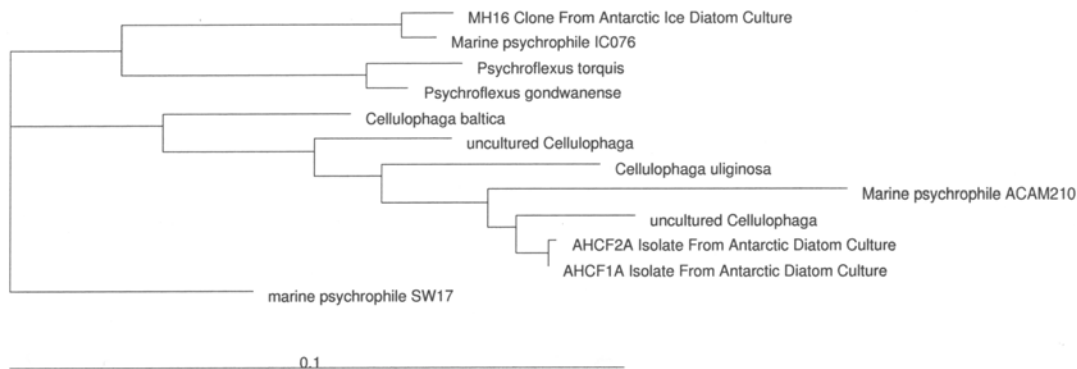 MH16 Clone From Antarctic Ice Diatom Culture
Marine psychrophile IC076
Psychroflexus torquis
Psychroflexus gondwanense
Cellulophaga baltica
uncultured Cellulophaga
Cellulophaga uliginosa
Marine psychrophile ACAM210
uncultured Cellulophaga
AHCF2A Isolate From Antarctic Diatom Culture
AHCF1A Isolate From Antarctic Diatom Culture
marine psychrophile SW17
0.1